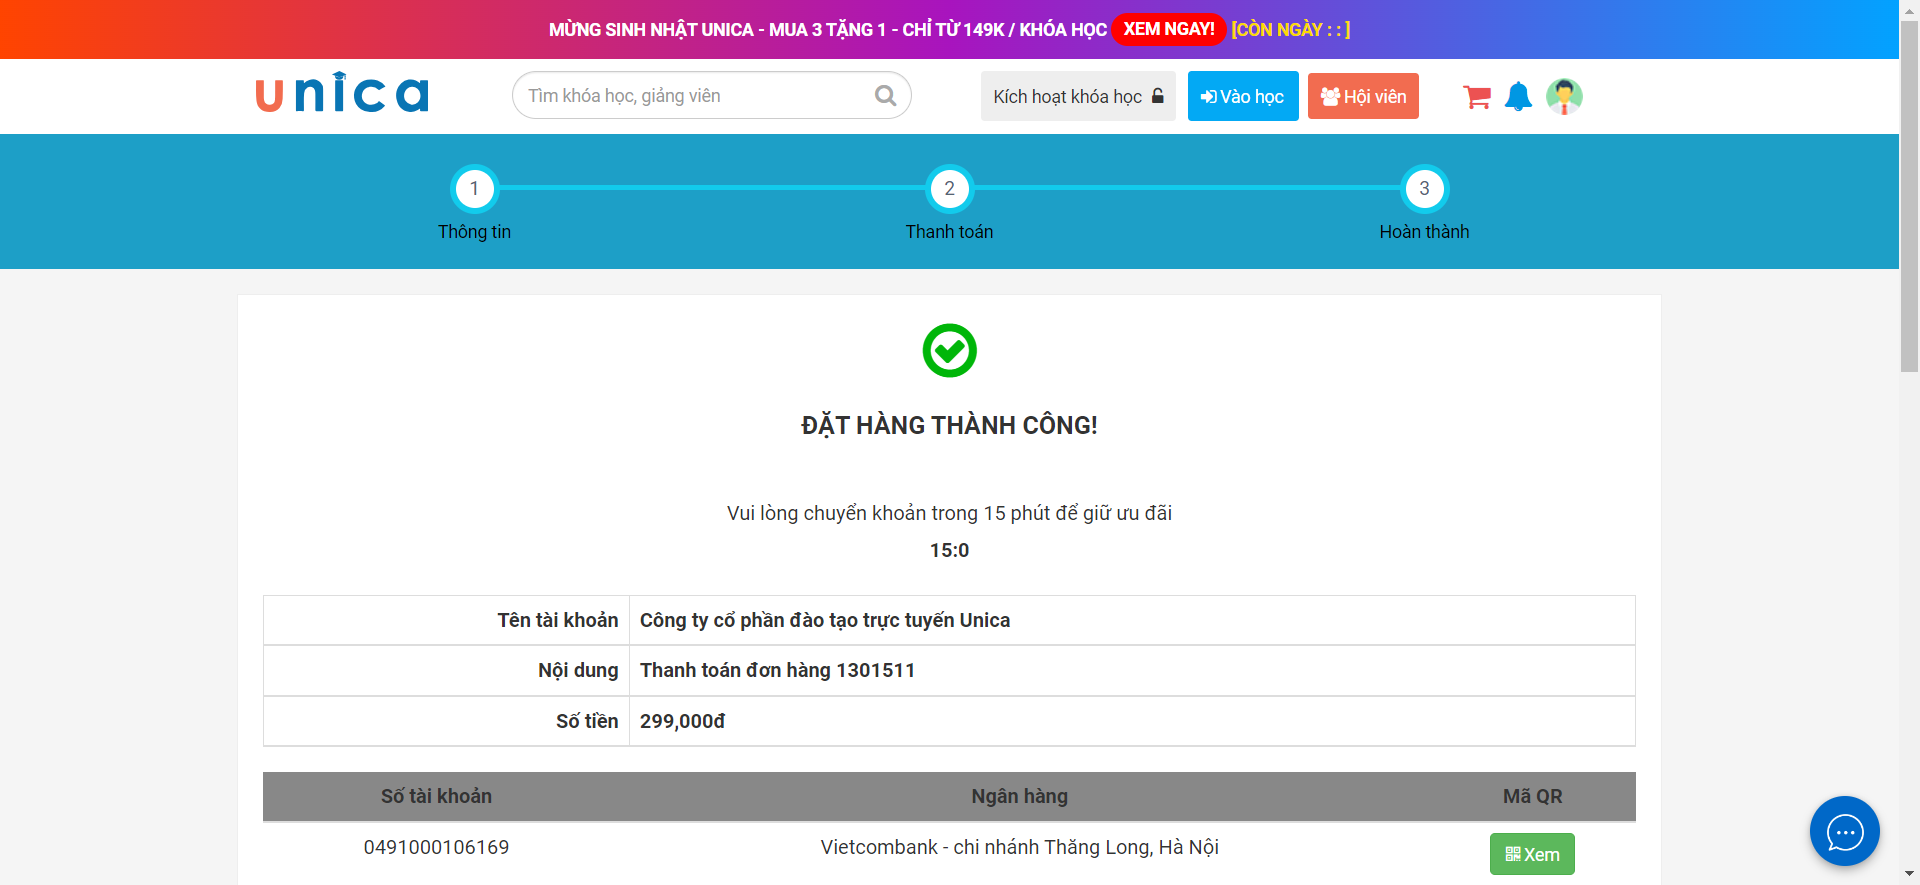 MỪNG SINH NHẬT UNICA - MUA 3 TẶNG 1 - CHỈ TỪ 149K / KHÓA HỌC XEM NGAY! [CÒN NGÀY : : ]
unica
Tìm khóa học, giảng viên
Kích hoạt khóa học
Vào học
Hội viên
1
2
3
Thông tin
Thanh toán
Hoàn thành
ĐẶT HÀNG THÀNH CÔNG!
Vui lòng chuyển khoản trong 15 phút để giữ ưu đãi
15:0
Tên tài khoản Công ty cổ phần đào tạo trực tuyến Unica
Nội dung Thanh toán đơn hàng 1301511
Số tiền 299,000đ
Số tài khoản Ngân hàng Mã QR
0491000106169 Vietcombank - chi nhánh Thăng Long, Hà Nội Xem